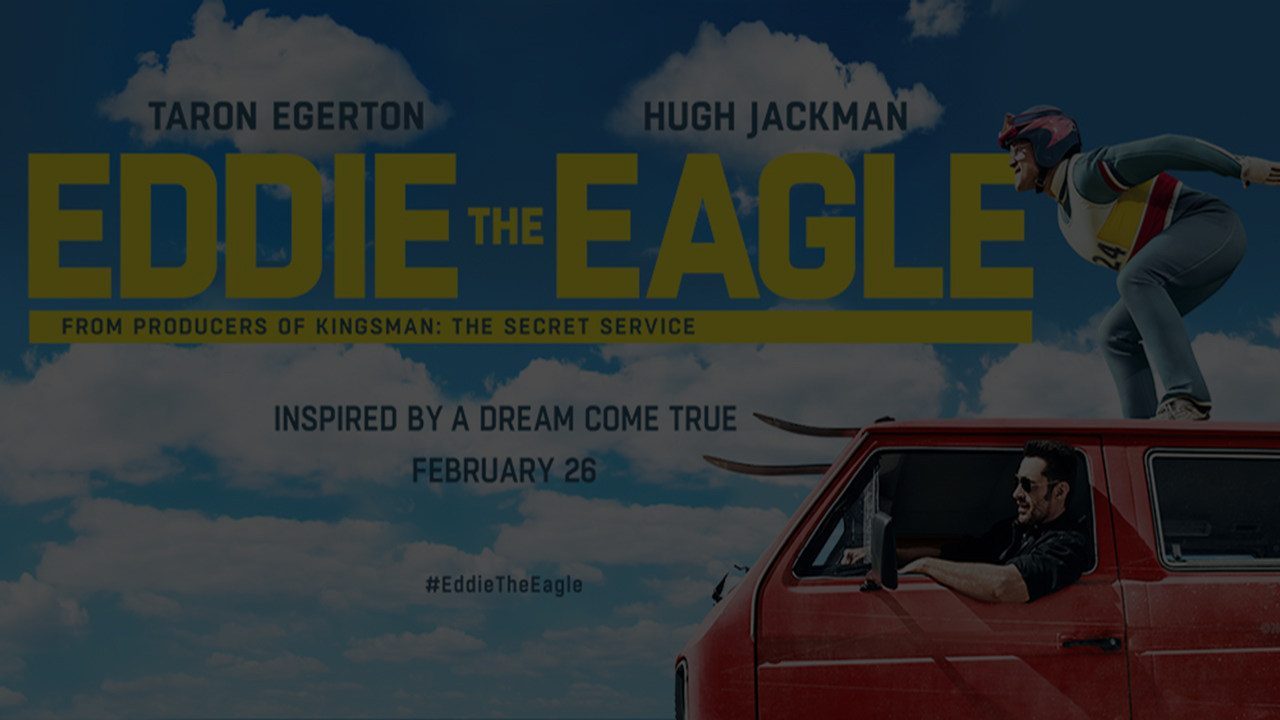 TARON EGERTON HUGH JACKMAN
EDDIE THE EAGLE
FROM PRODUCERS OF KINGSMAN: THE SECRET SERVICE
INSPIRED BY A DREAM COME TRUE
FEBRUARY 26
#EddieTheEagle
24